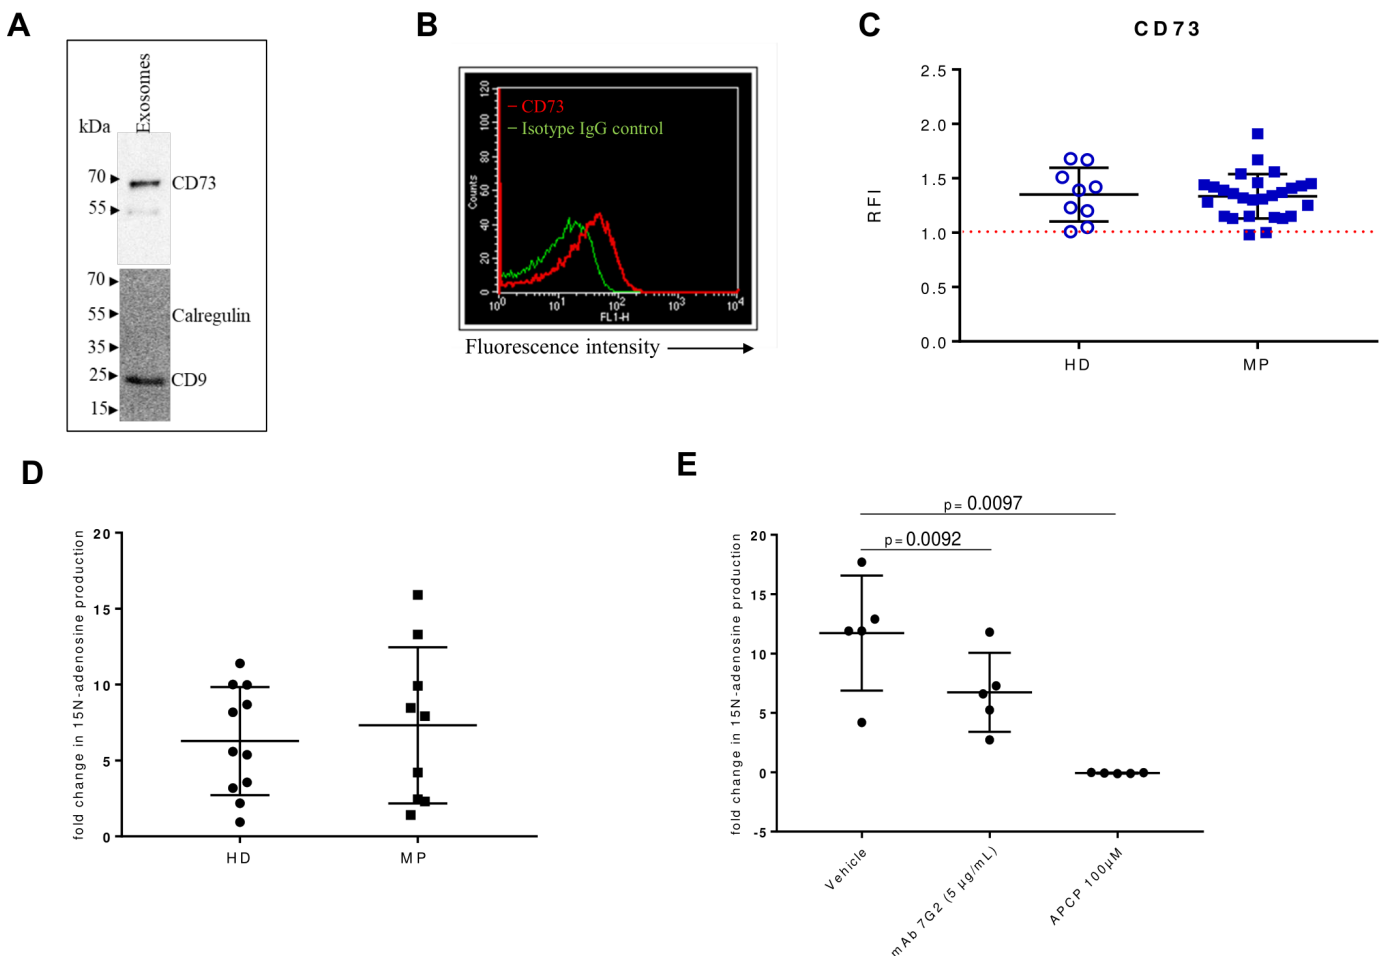 A
Exosomes
kDa
70
CD73
55
70
55
Calregulin
35
25
CD9
15
B
CD73
Isotype IgG control
Counts
120
100
80
60
40
20
0
10^0 10^1 10^2 10^3 10^4
FL1-H
Fluorescence intensity
C
CD73
RFI
2.5
2.0
1.5
1.0
0.5
0.0
HD MP
D
fold change in 15N-adenosine production
20
15
10
5
0
HD MP
E
p= 0.0097
p=0.0092
fold change in 15N-adenosine production
20
15
10
5
0
-5
Vehicle
mAb 7G2 (5 µg/mL)
APCP 100µM